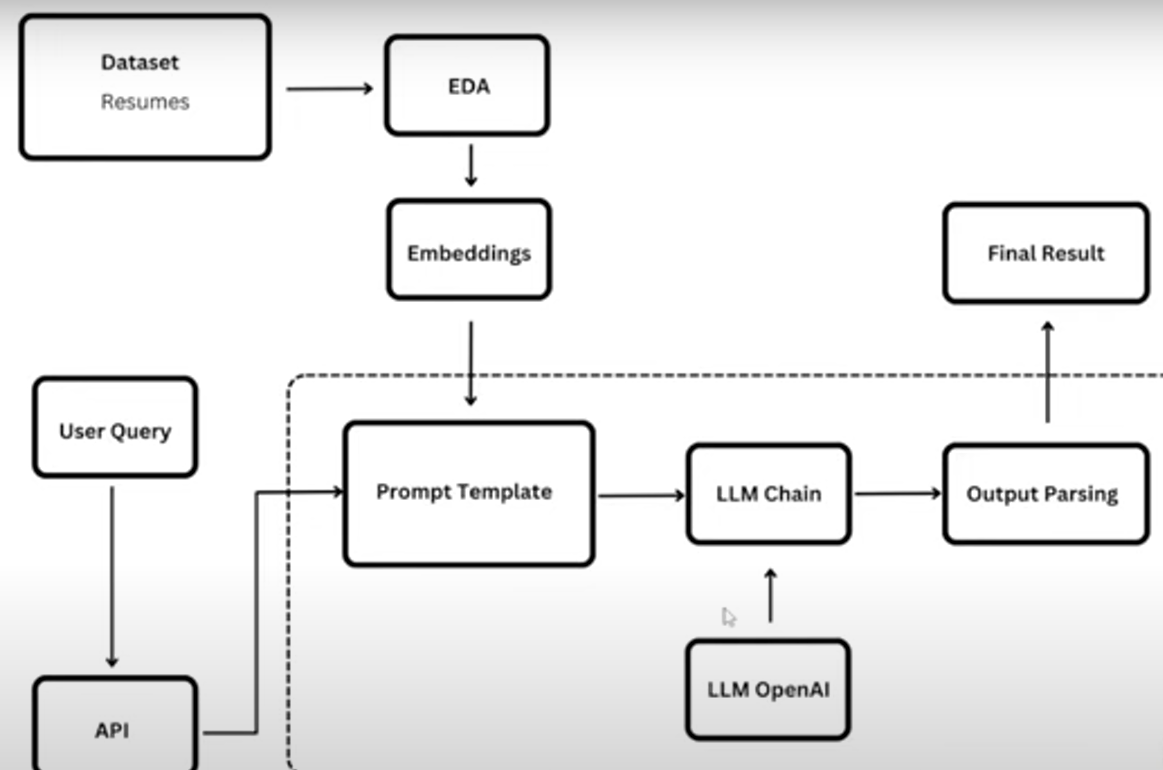 Dataset
Resumes
EDA
Embeddings
Final Result
User Query
Prompt Template
LLM Chain
Output Parsing
LLM OpenAI
API